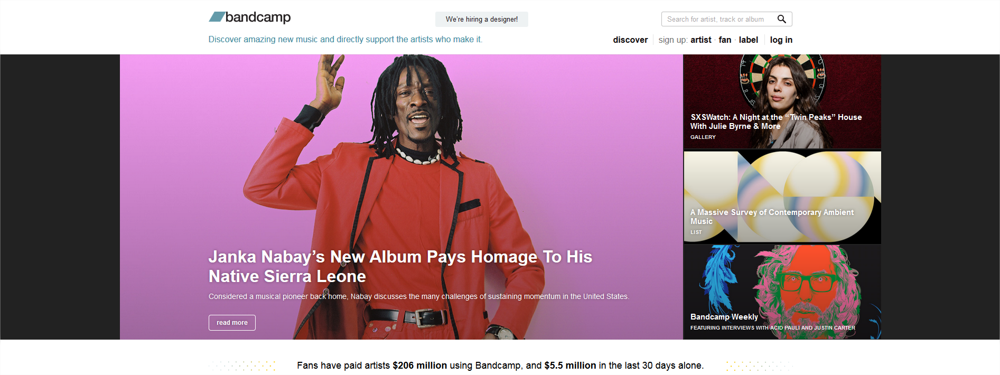 bandcamp
We're hiring a designer!
Search for artist, track or album
Discover amazing new music and directly support the artists who make it.
discover sign up: artist · fan · label log in
Janka Nabay’s New Album Pays Homage To His
Native Sierra Leone
Considered a musical pioneer back home, Nabay discusses the many challenges of sustaining momentum in the United States.
read more
SXSWatch: A Night at the “Twin Peaks” House
With Julie Byrne & More
GALLERY
A Massive Survey of Contemporary Ambient
Music
LIST
Bandcamp Weekly
FEATURING INTERVIEWS WITH ACID PAULI AND JUSTIN CARTER
Fans have paid artists $206 million using Bandcamp, and $5.5 million in the last 30 days alone.